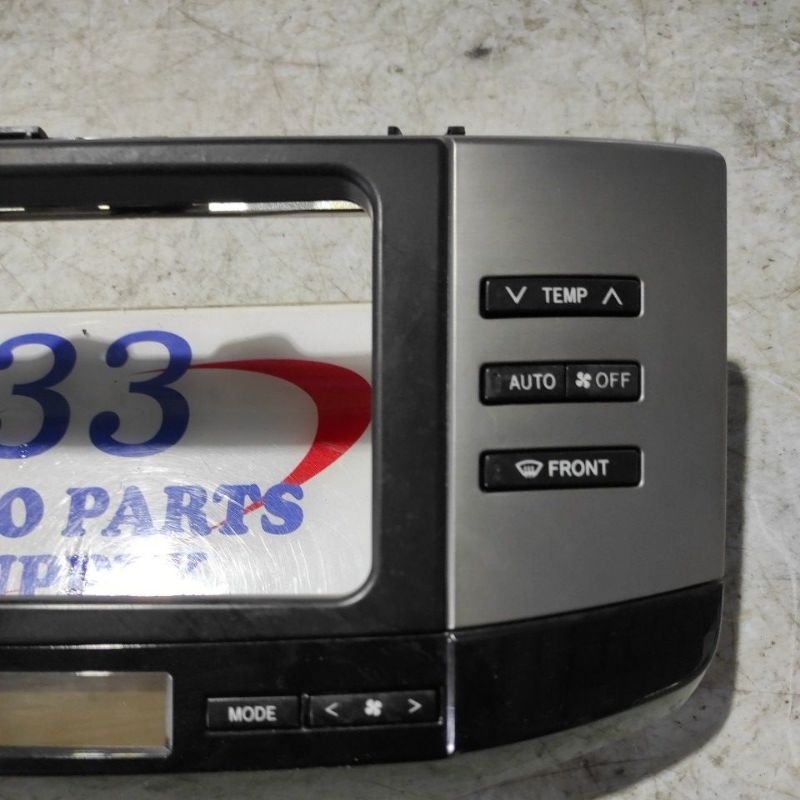 TEMP
33
AUTO OFF
FRONT
O PARTS
MODE < >